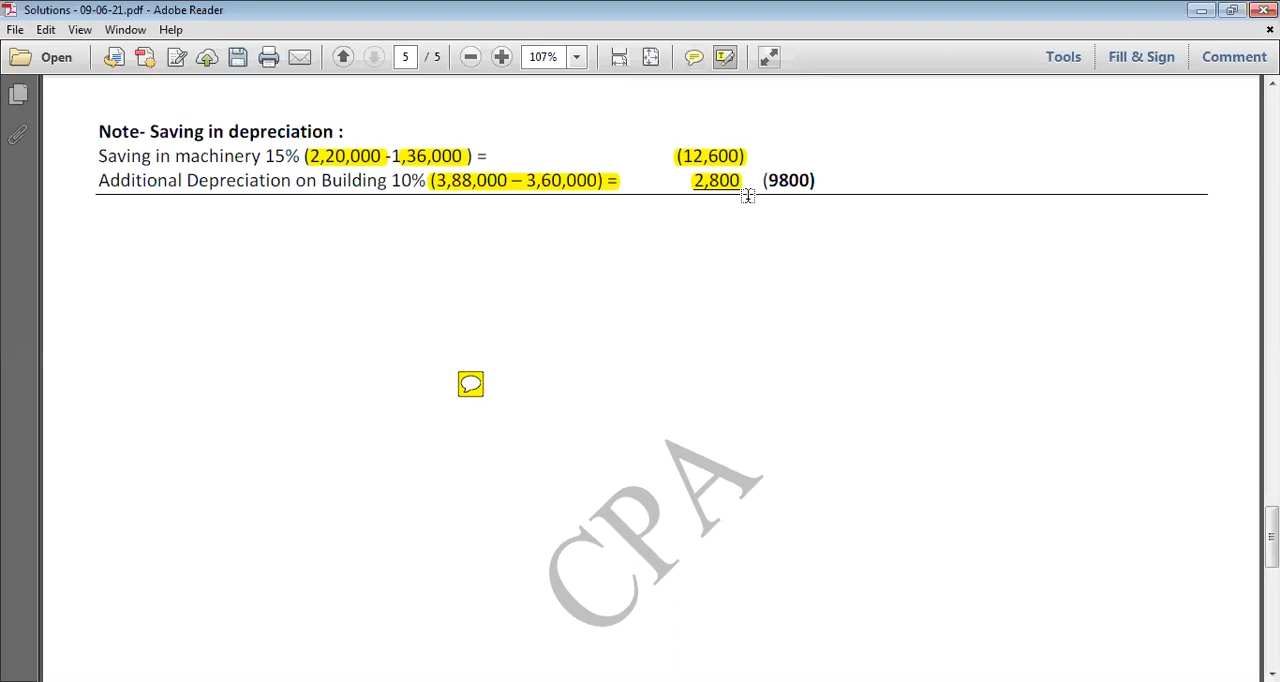 Solutions - 09-06-21.pdf - Adobe Reader
File Edit View Window Help
Open 5 / 5 107% Tools Fill & Sign Comment
Note- Saving in depreciation :
Saving in machinery 15% (2,20,000 -1,36,000 ) = (12,600)
Additional Depreciation on Building 10% (3,88,000 – 3,60,000) = 2,800 (9800)
CPA